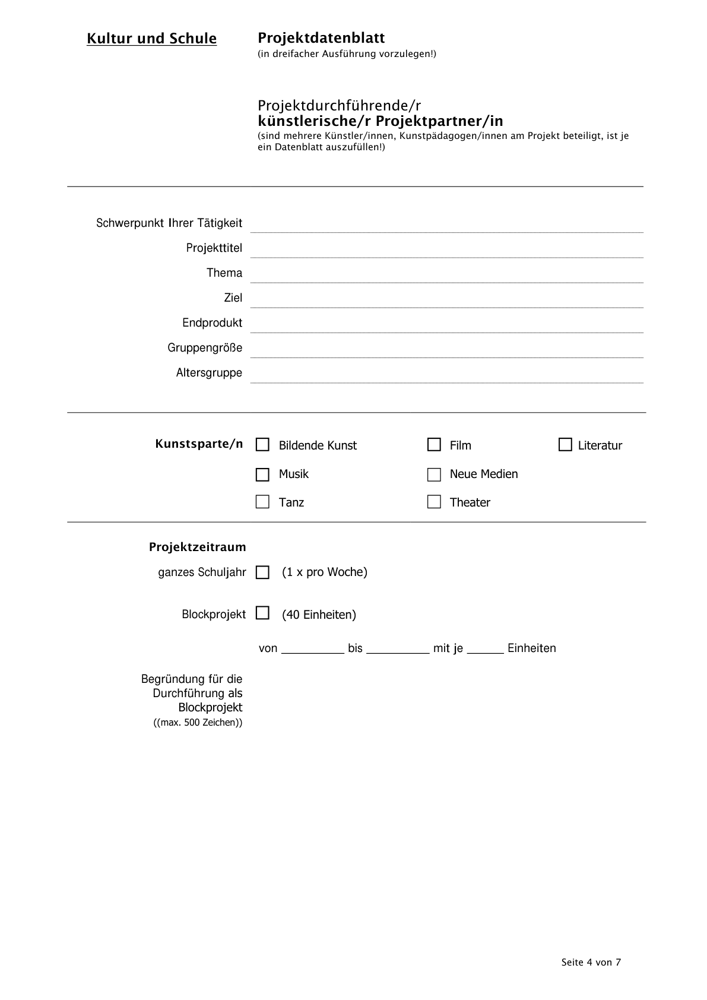 Kultur und Schule
Projektdatenblatt
(in dreifacher Ausführung vorzulegen!)
Projektdurchführende/r
künstlerische/r Projektpartner/in
(sind mehrere Künstler/innen, Kunstpädagogen/innen am Projekt beteiligt, ist je
ein Datenblatt auszufüllen!)
Schwerpunkt Ihrer Tätigkeit
Projekttitel
Thema
Ziel
Endprodukt
Gruppengröße
Altersgruppe
Kunstsparte/n Bildende Kunst Film Literatur
Musik Neue Medien
Tanz Theater
Projektzeitraum
ganzes Schuljahr (1 x pro Woche)
Blockprojekt (40 Einheiten)
von __________ bis __________ mit je ______ Einheiten
Begründung für die
Durchführung als
Blockprojekt
((max. 500 Zeichen))
Seite 4 von 7